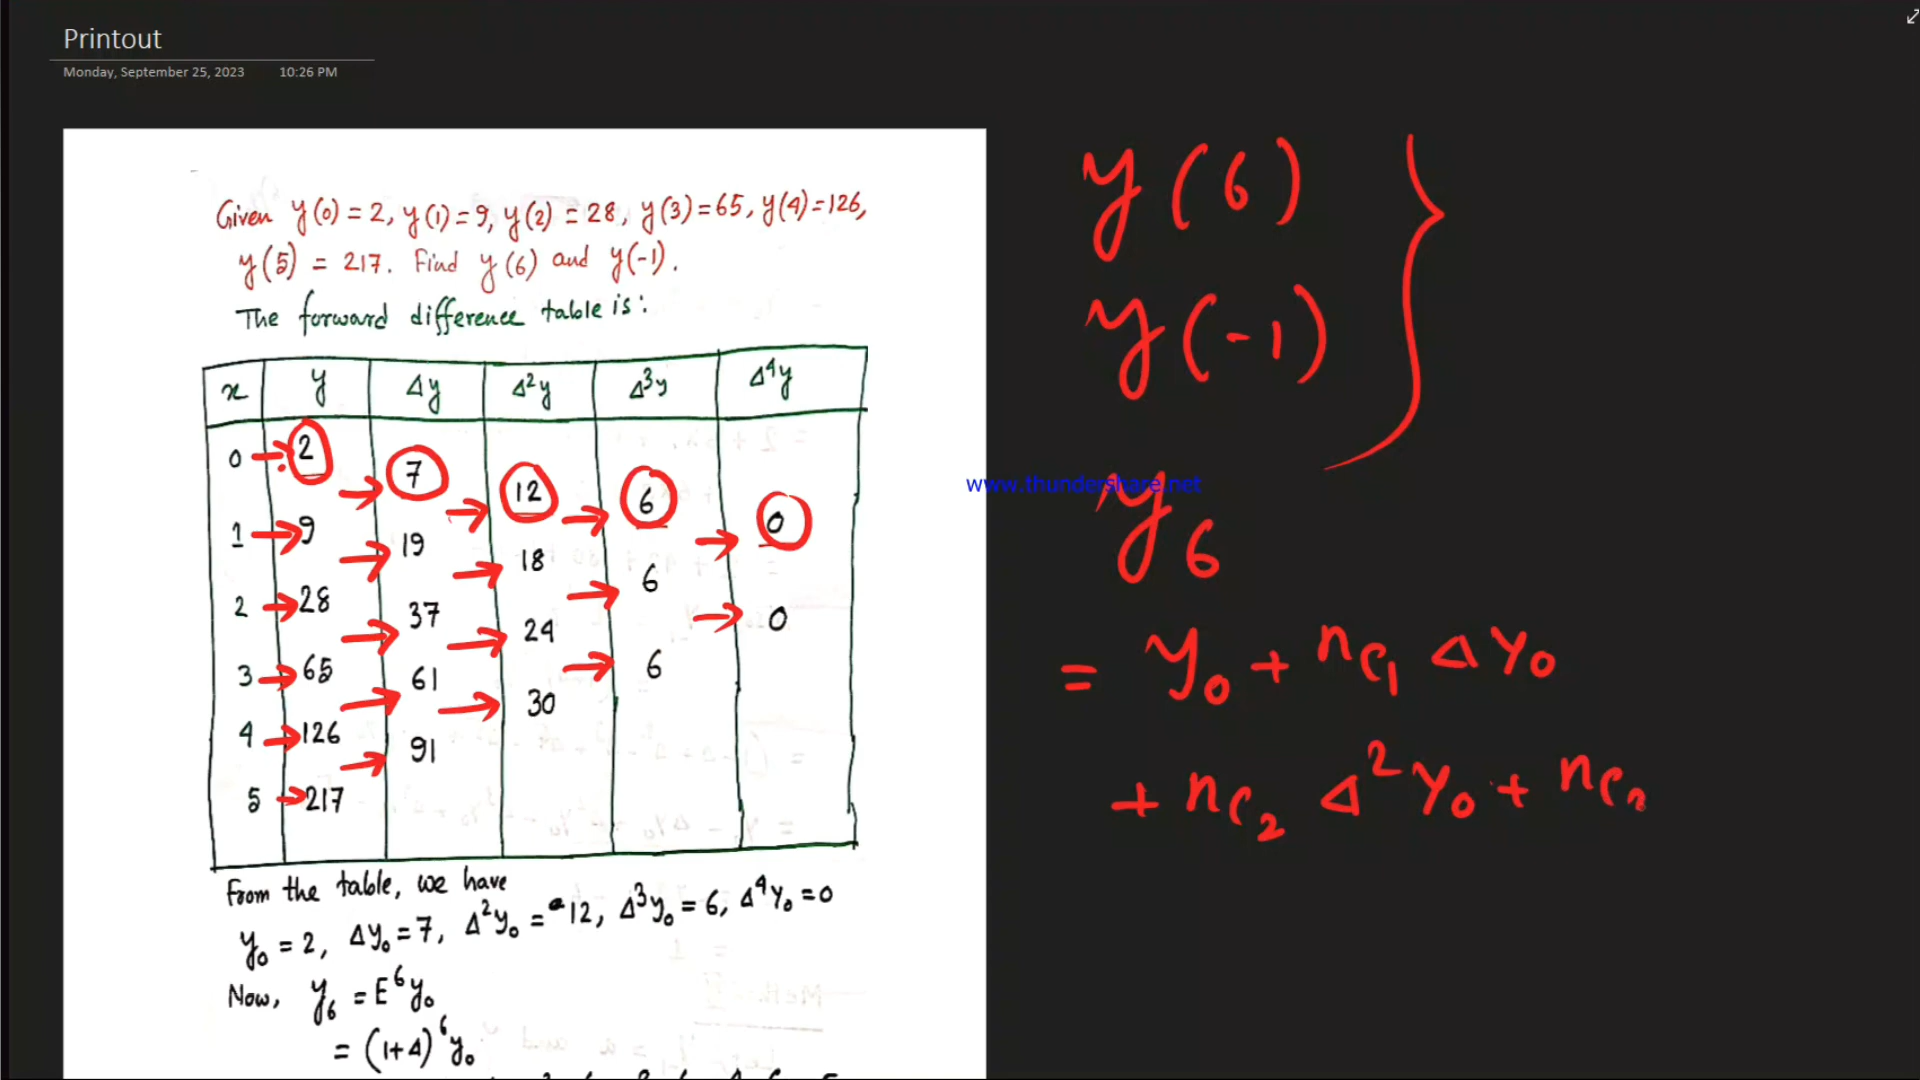 Printout
Monday, September 25, 2023 10:26 PM
Given y(0) = 2, y(1) = 9, y(2) = 28, y(3) = 65, y(4) = 126,
y(5) = 217. Find y(6) and y(-1).
The forward difference table is:
x y Δy Δ²y Δ³y Δ⁴y
0 → 2
→ 7
→ 12
→ 6
→ 0
1 → 9
→ 19
→ 18
→ 6
→ 0
2 → 28
→ 37
→ 24
→ 6
3 → 65
→ 61
→ 30
4 → 126
→ 91
5 → 217
From the table, we have
y₀ = 2, Δy₀ = 7, Δ²y₀ = 12, Δ³y₀ = 6, Δ⁴y₀ = 0
Now, y₆ = E⁶y₀
= (1+Δ)⁶y₀
y(6)
y(-1)
www.thundershare.net
y₆
= y₀ + nc₁ Δy₀
+ nc₂ Δ²y₀ + nc